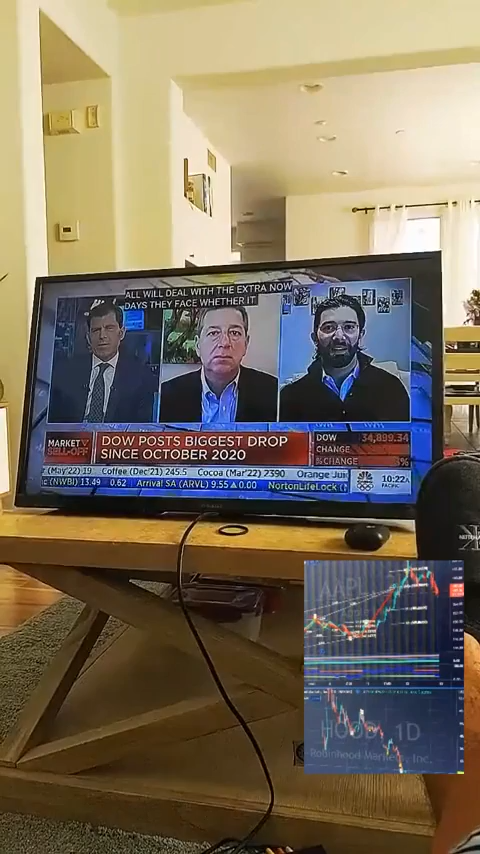 ALL WILL DEAL WITH THE EXTRA NOW
DAYS THEY FACE WHETHER IT
MARKET
SELL-OFF
DOW POSTS BIGGEST DROP
SINCE OCTOBER 2020
DOW 34,899.34
CHANGE
% CHANGE %
(May'22) 19 Coffee (Dec'21) 245.5 Cocoa (Mar'22) 2390 Orange Juic
c (NWBI) 13.49 0.62 Arrival SA (ARVL) 9.55 ▲ 0.00 NortonLifeLock (
10:22A
PACIFIC
AAPL
HOOD, 1D
Robinhood Markets, Inc.